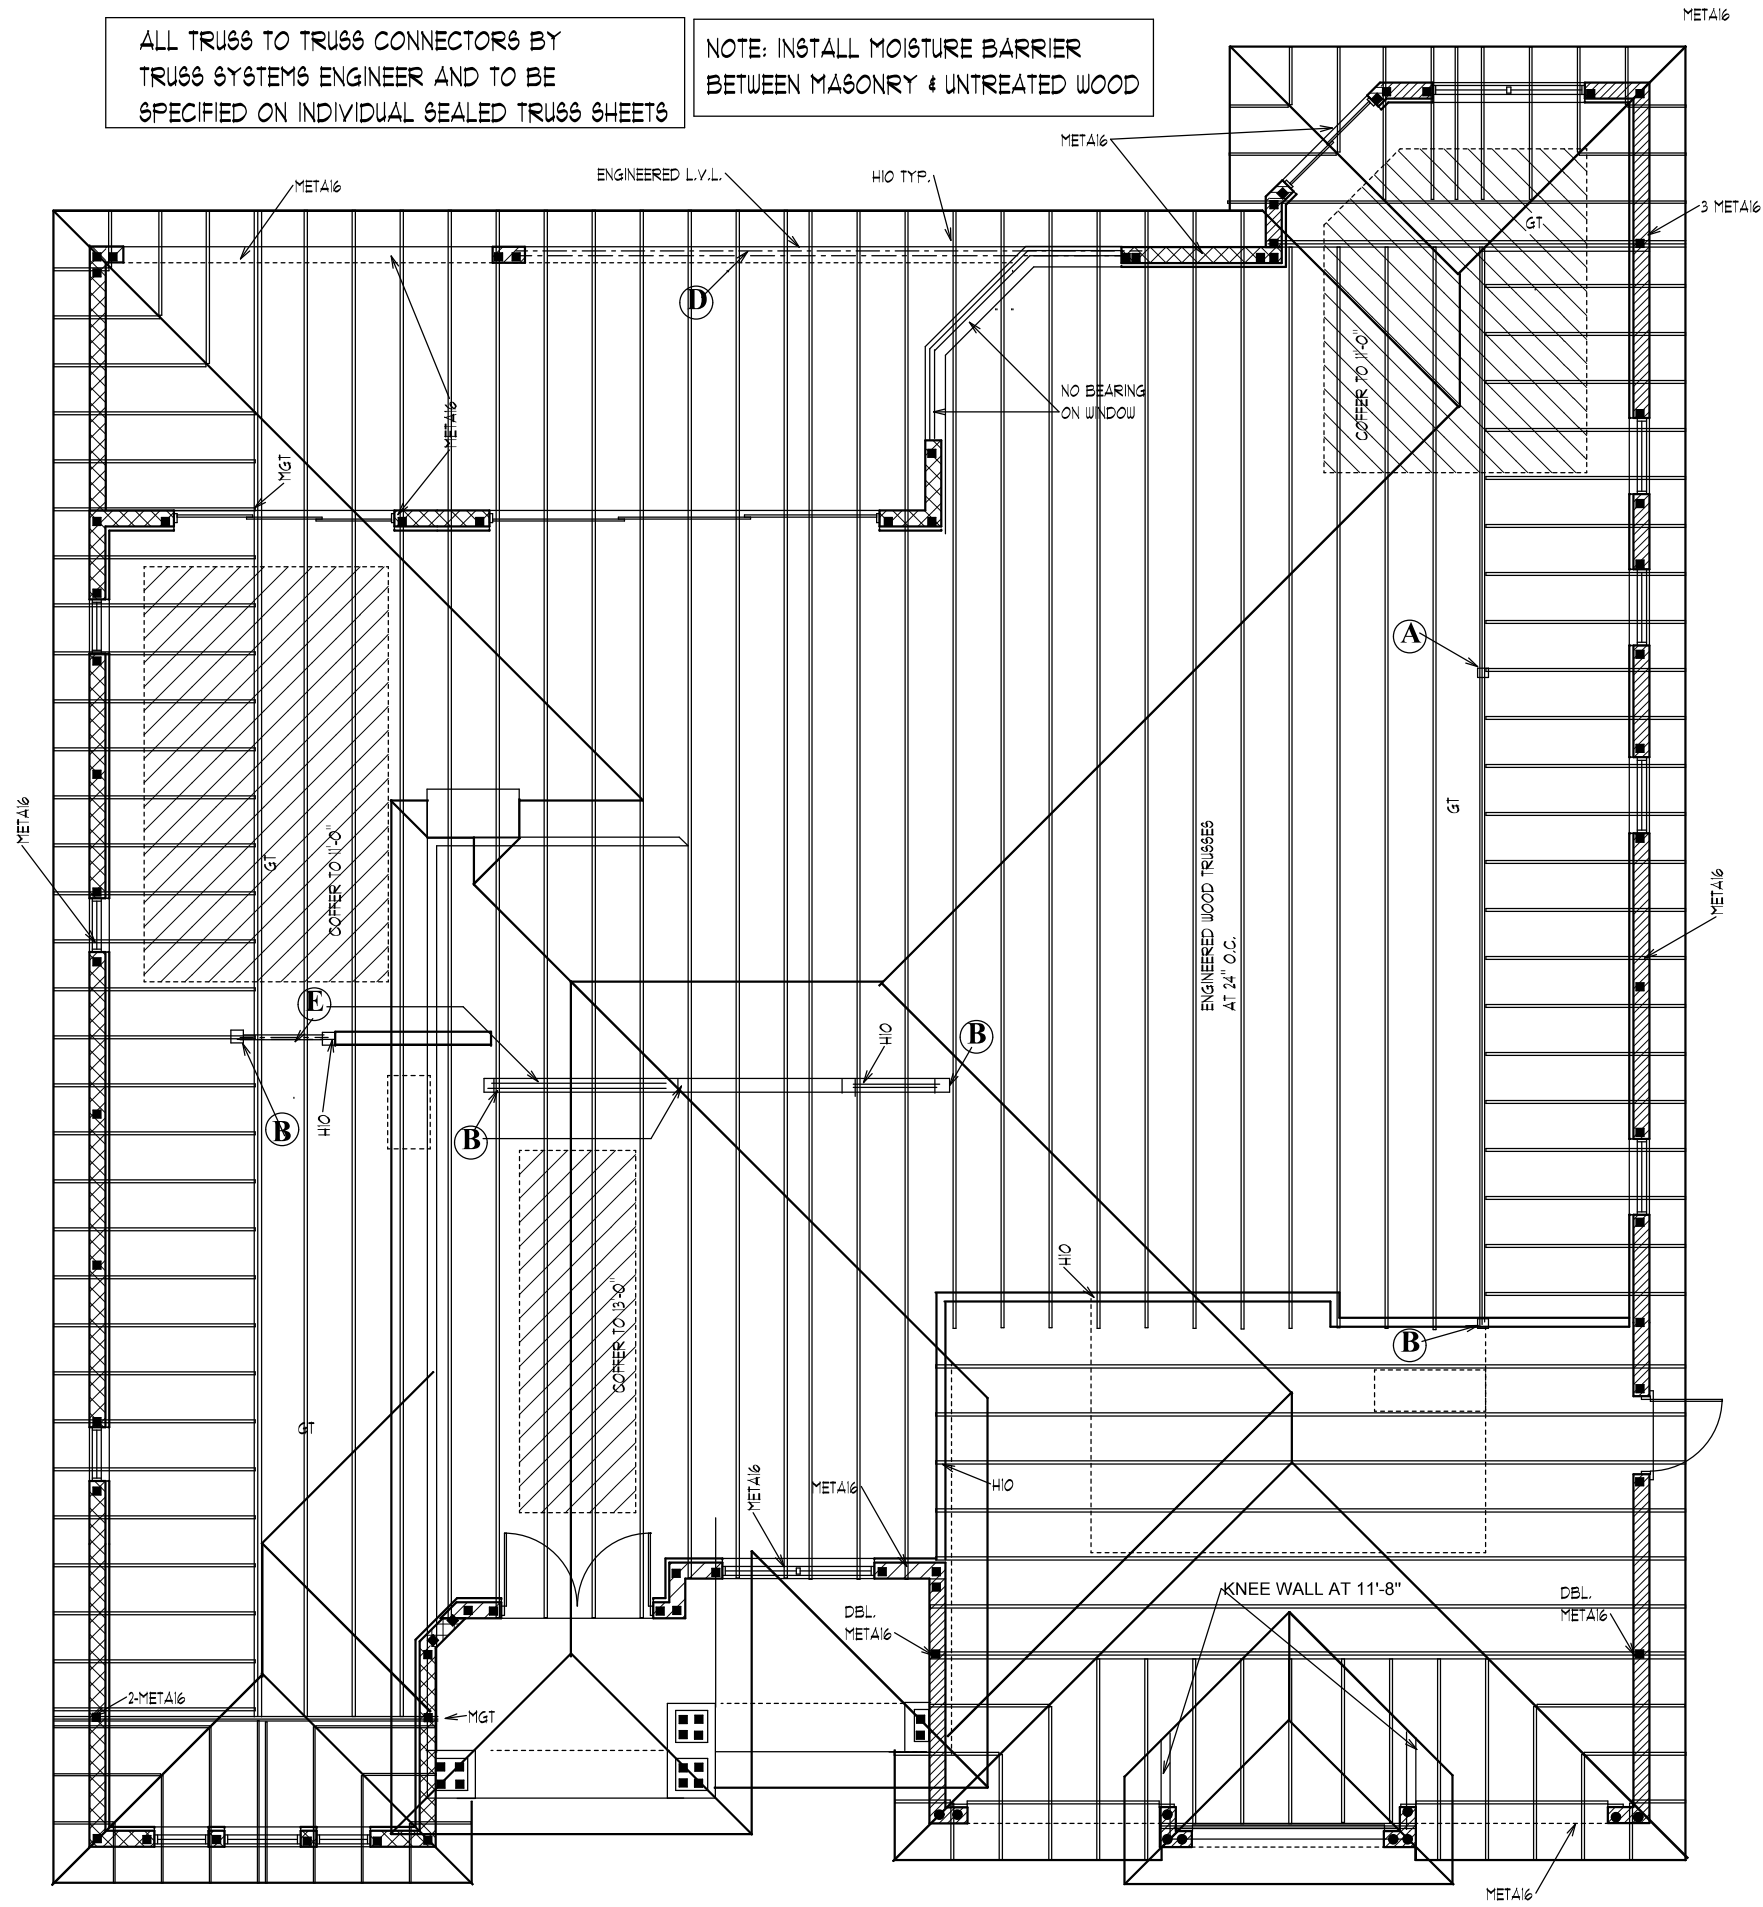 META16
ALL TRUSS TO TRUSS CONNECTORS BY
TRUSS SYSTEMS ENGINEER AND TO BE
SPECIFIED ON INDIVIDUAL SEALED TRUSS SHEETS
NOTE: INSTALL MOISTURE BARRIER
BETWEEN MASONRY & UNTREATED WOOD
META16
ENGINEERED L.V.L.
H10 TYP.
META16
3 META16
GT
D
COFFER TO 11'-0"
NO BEARING
ON WINDOW
META16
MGT
A
META16
GT
COFFER TO 11'-0"
GT
ENGINEERED WOOD TRUSSES
AT 24" O.C.
META16
E
H10
B
B
H10
B
H10
B
COFFER TO 13'-0"
GT
META16
META16
H10
KNEE WALL AT 11'-8"
DBL.
META16
DBL.
META16
2-META16
MGT
META16